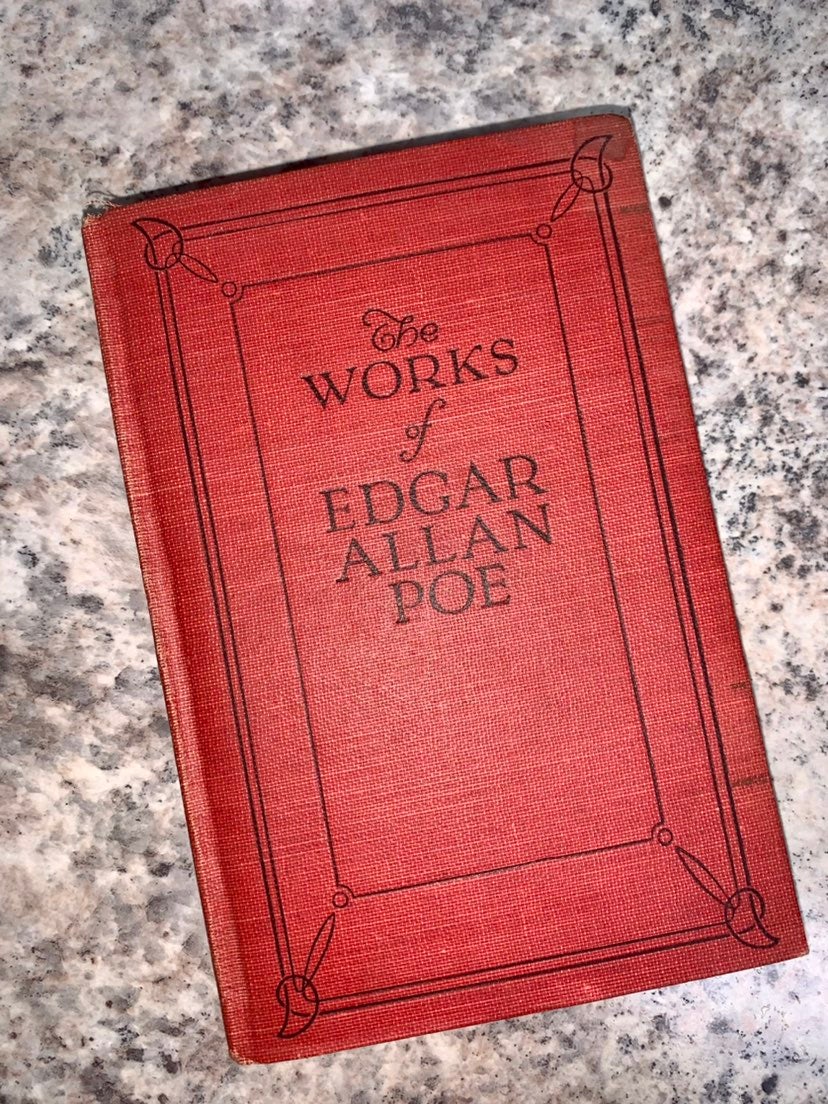 The
WORKS
of
EDGAR
ALLAN
POE